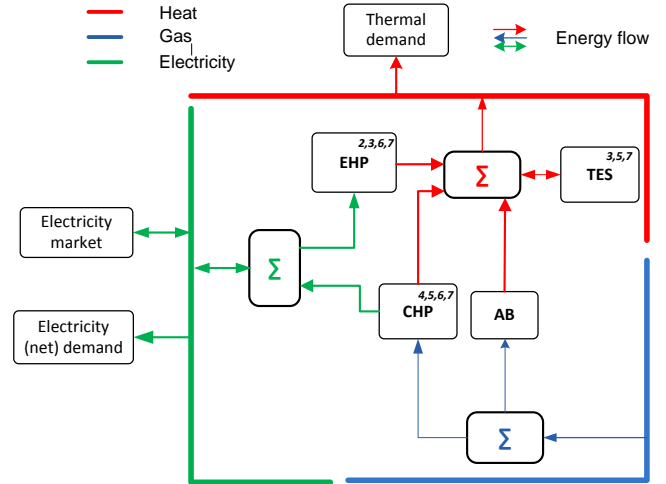 Heat
Gas
Electricity
Thermal
demand
Energy flow
2,3,6,7
EHP
Σ
3,5,7
TES
Electricity
market
Σ
4,5,6,7
CHP
AB
Electricity
(net) demand
Σ